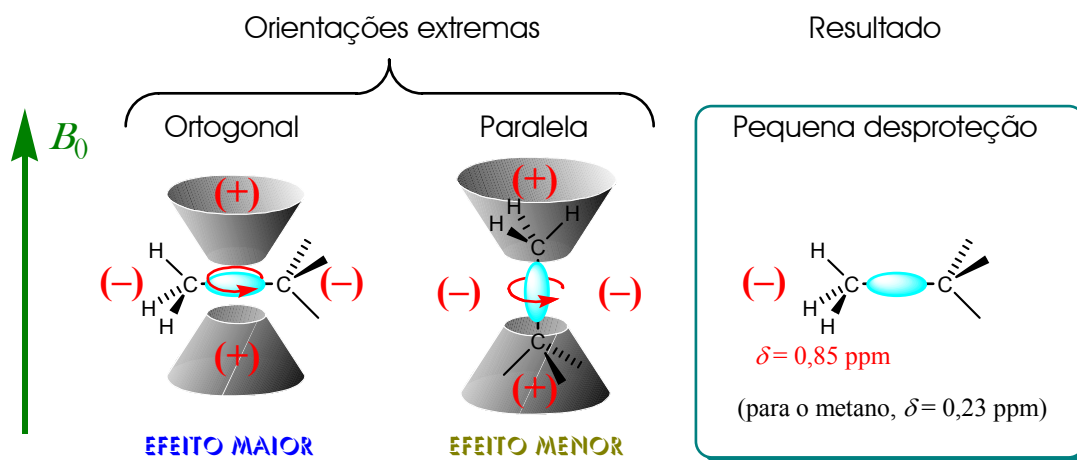 Orientações extremas
Resultado
B0
Ortogonal
Paralela
Pequena desproteção
(+)
(+)
H
H
H
C
H
(–)
C
C
(–)
H
H
(–)
(–)
(–)
H
C
C
H
H
(+)
C
(+)
δ = 0,85 ppm
(para o metano, δ = 0,23 ppm)
EFEITO MAIOR
EFEITO MENOR